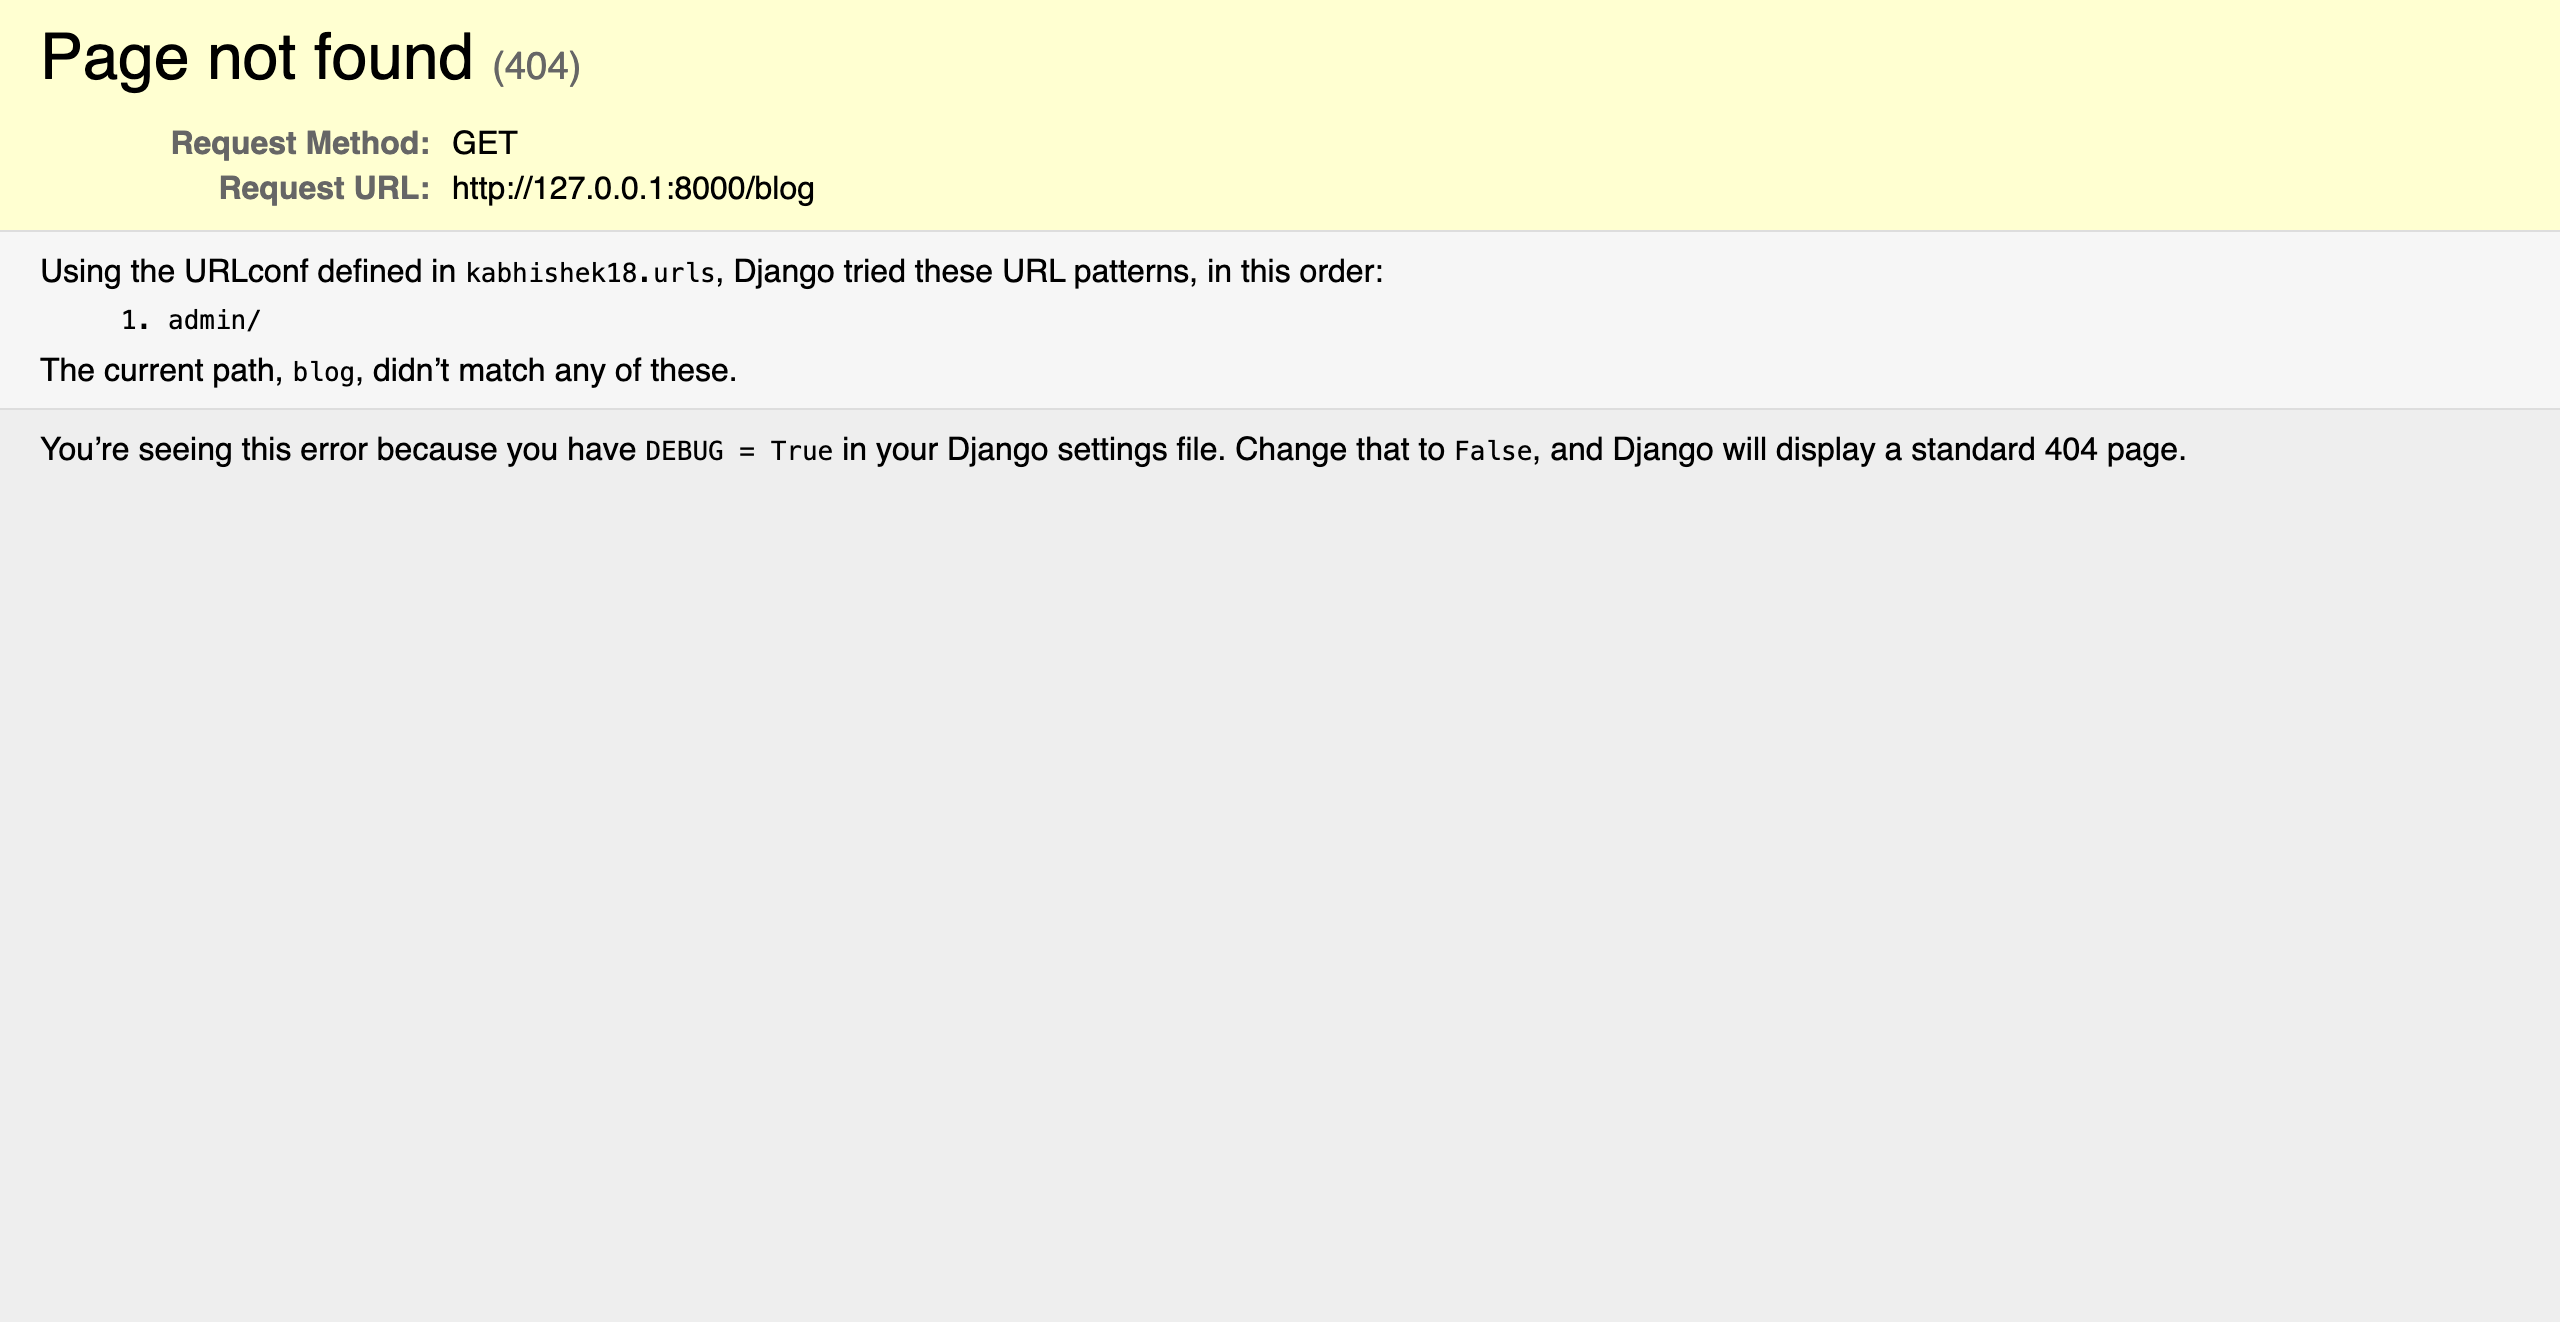 Page not found (404)
Request Method: GET
Request URL: http://127.0.0.1:8000/blog
Using the URLconf defined in kabhishek18.urls, Django tried these URL patterns, in this order:
1. admin/
The current path, blog, didn’t match any of these.
You’re seeing this error because you have DEBUG = True in your Django settings file. Change that to False, and Django will display a standard 404 page.